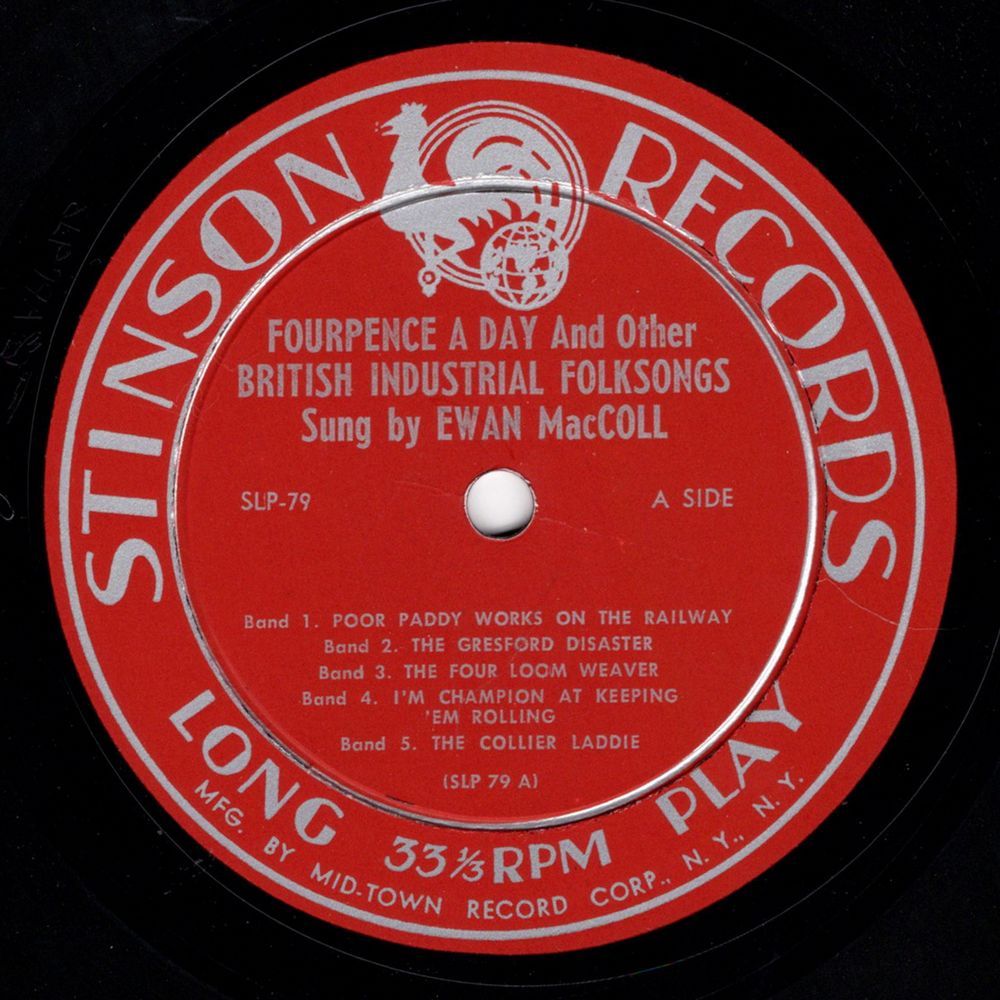 STINSON RECORDS
FOURPENCE A DAY And Other
BRITISH INDUSTRIAL FOLKSONGS
Sung by EWAN MacCOLL
SLP-79 A SIDE
Band 1. POOR PADDY WORKS ON THE RAILWAY
Band 2. THE GRESFORD DISASTER
Band 3. THE FOUR LOOM WEAVER
Band 4. I'M CHAMPION AT KEEPING
'EM ROLLING
Band 5. THE COLLIER LADDIE
(SLP 79 A)
LONG 33⅓ RPM PLAY
MFG. BY MID-TOWN RECORD CORP., N. Y., N. Y.